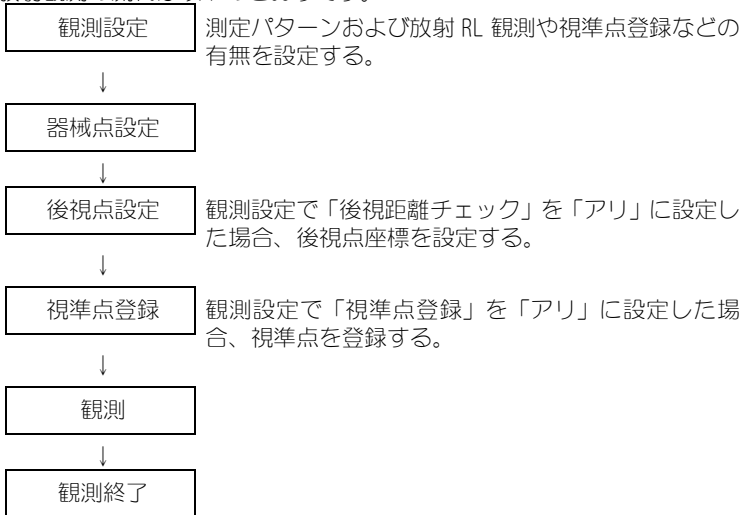 観測設定
測定パターンおよび放射 RL 観測や視準点登録などの
有無を設定する。
↓
器械点設定
↓
後視点設定
観測設定で「後視距離チェック」を「アリ」に設定し
た場合、後視点座標を設定する。
↓
視準点登録
観測設定で「視準点登録」を「アリ」に設定した場
合、視準点を登録する。
↓
観測
↓
観測終了